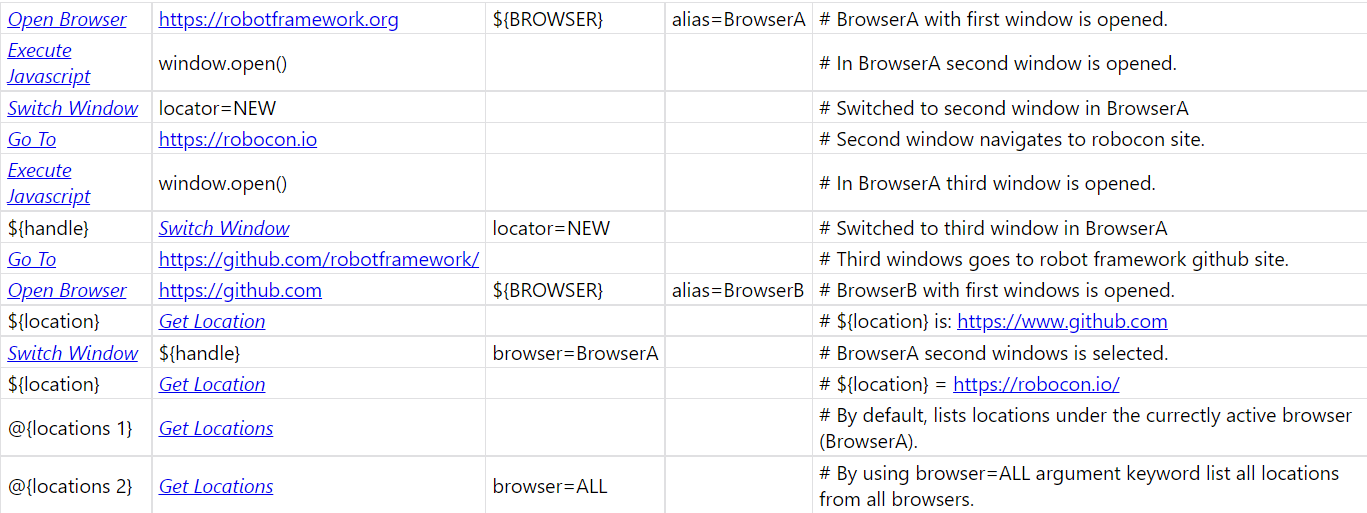 Open Browser https://robotframework.org ${BROWSER} alias=BrowserA # BrowserA with first window is opened.
Execute
Javascript window.open() # In BrowserA second window is opened.
Switch Window locator=NEW # Switched to second window in BrowserA
Go To https://robocon.io # Second window navigates to robocon site.
Execute
Javascript window.open() # In BrowserA third window is opened.
${handle} Switch Window locator=NEW # Switched to third window in BrowserA
Go To https://github.com/robotframework/ # Third windows goes to robot framework github site.
Open Browser https://github.com ${BROWSER} alias=BrowserB # BrowserB with first windows is opened.
${location} Get Location # ${location} is: https://www.github.com
Switch Window ${handle} browser=BrowserA # BrowserA second windows is selected.
${location} Get Location # ${location} = https://robocon.io/
@{locations 1} Get Locations # By default, lists locations under the currectly active browser
(BrowserA).
@{locations 2} Get Locations browser=ALL # By using browser=ALL argument keyword list all locations
from all browsers.